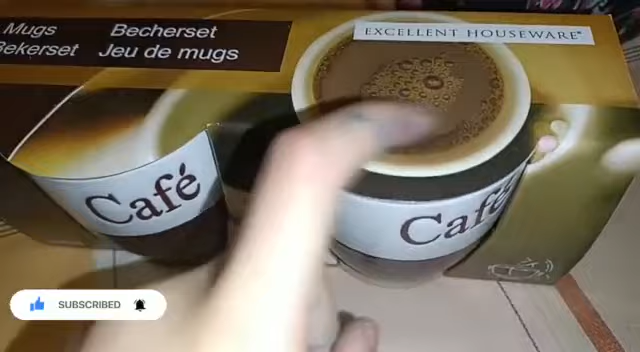 Mugs
Bekerset
Becherset
Jeu de mugs
EXCELLENT HOUSEWARE®
Café
Café
SUBSCRIBED